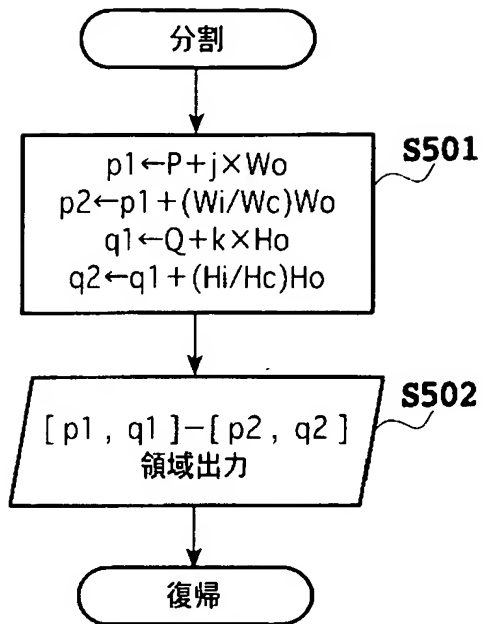 分割
S501
p1←P+j×Wo
p2←p1+(Wi/Wc)Wo
q1←Q+k×Ho
q2←q1+(Hi/Hc)Ho
S502
[p1, q1]−[p2, q2]
領域出力
復帰